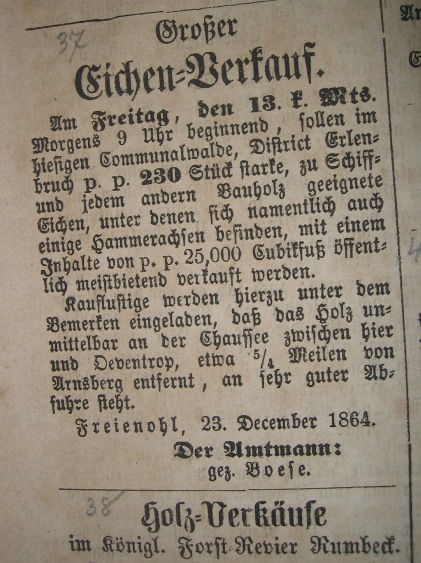 37
Großer
Eichen=Verkauf.
Am Freitag, den 13. k. Mts.
Morgens 9 Uhr beginnend, sollen im
hiesigen Communalwalde, District Erlen-
bruch p. p. 230 Stück starke, zu Schiff-
und jedem andern Bauholz geeignete
Eichen, unter denen sich namentlich auch
einige Hammerachsen befinden, mit einem
Inhalte von p. p. 25,000 Cubikfuß öffent-
lich meistbietend verkauft werden.
Kauflustige werden hierzu unter dem
Bemerken eingeladen, daß das Holz un-
mittelbar an der Chaussee zwischen hier
und Oeventrop, etwa 5/4 Meilen von
Arnsberg entfernt, an sehr guter Ab-
fuhre steht.
Freienohl, 23. December 1864.
Der Amtmann:
gez. Boese.
38
Holz=Verkäufe
im Königl. Forst-Revier Rumbeck.